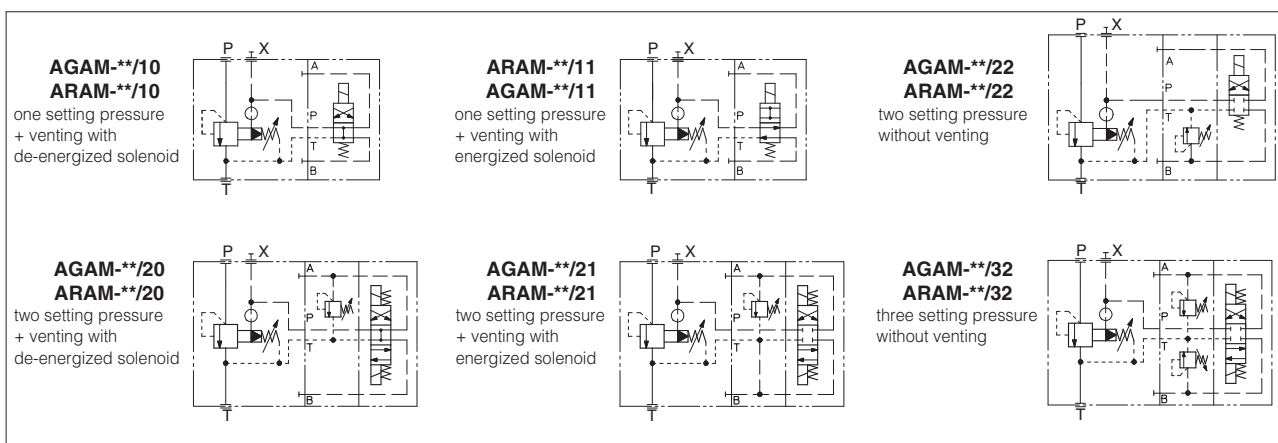 AGAM-**/10
ARAM-**/10
one setting pressure
+ venting with
de-energized solenoid
P X
A
P
T
B
T
ARAM-**/11
AGAM-**/11
one setting pressure
+ venting with
energized solenoid
P X
A
P
T
B
T
AGAM-**/22
ARAM-**/22
two setting pressure
without venting
P X
A
P
T
B
T
AGAM-**/20
ARAM-**/20
two setting pressure
+ venting with
de-energized solenoid
P X
A
P
T
B
T
AGAM-**/21
ARAM-**/21
two setting pressure
+ venting with
energized solenoid
P X
A
P
T
B
T
AGAM-**/32
ARAM-**/32
three setting pressure
without venting
P X
A
P
T
B
T